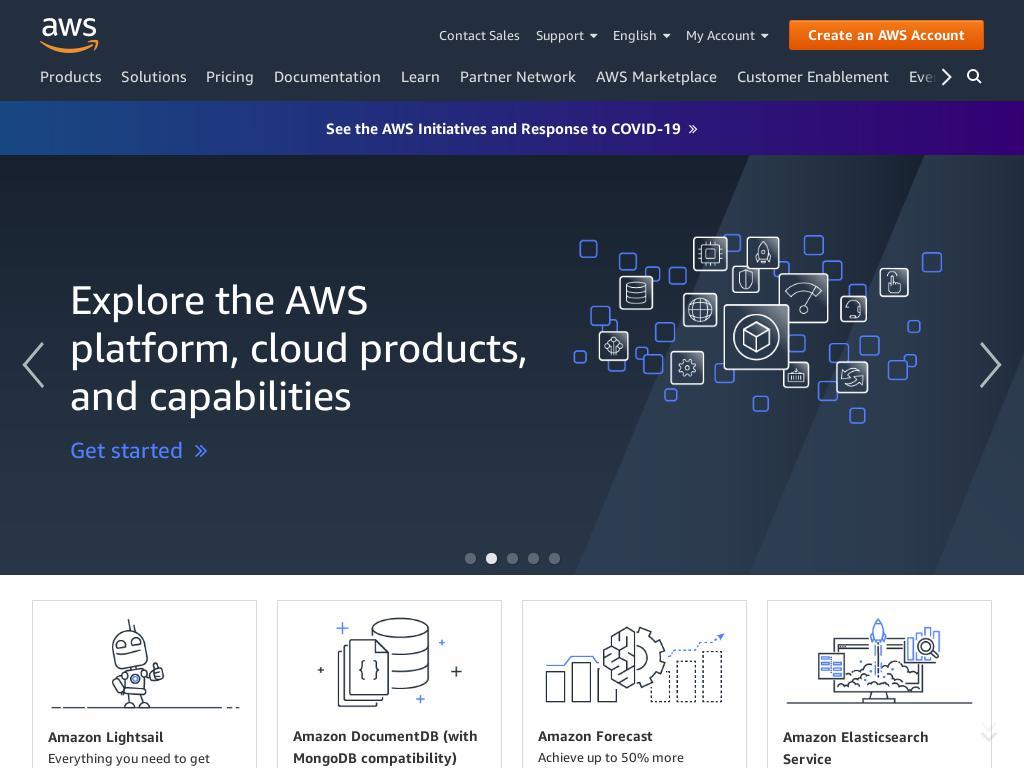 aws
Contact Sales Support English My Account Create an AWS Account
Products Solutions Pricing Documentation Learn Partner Network AWS Marketplace Customer Enablement
See the AWS Initiatives and Response to COVID-19 »
Explore the AWS
platform, cloud products,
and capabilities
Get started »
{ }
Amazon Lightsail
Everything you need to get
Amazon DocumentDB (with
MongoDB compatibility)
Amazon Forecast
Achieve up to 50% more
Amazon Elasticsearch
Service